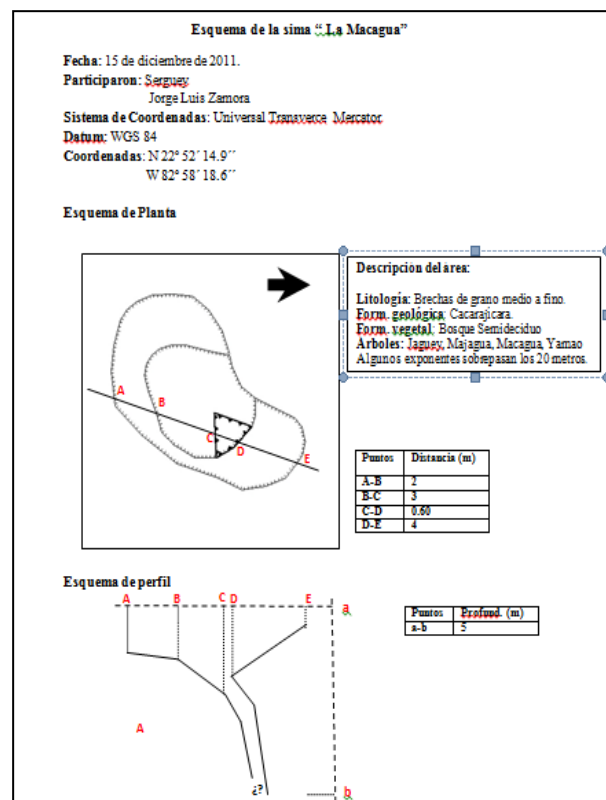 Esquema de la sima “ La Macagua”
Fecha: 15 de diciembre de 2011.
Participaron: Serguey
Jorge Luis Zamora
Sistema de Coordenadas: Universal Transverce Mercator
Datum: WGS 84
Coordenadas: N 22° 52´ 14.9´´
W 82° 58´ 18.6´´
Esquema de Planta
Descripcion del area:
Litología: Brechas de grano medio a fino.
Form. geológica: Cacarajicara.
Form. vegetal: Bosque Semideciduo
Arboles: Jaguey, Majagua, Macagua, Yamao
Algunos exponentes sobrepasan los 20 metros.
A
B
C
D
E
Puntos Distancia (m)
A-B 2
B-C 3
C-D 0.60
D-E 4
Esquema de perfil
A B C D E
a
Puntos Profund. (m)
a-b 5
A
¿?
b